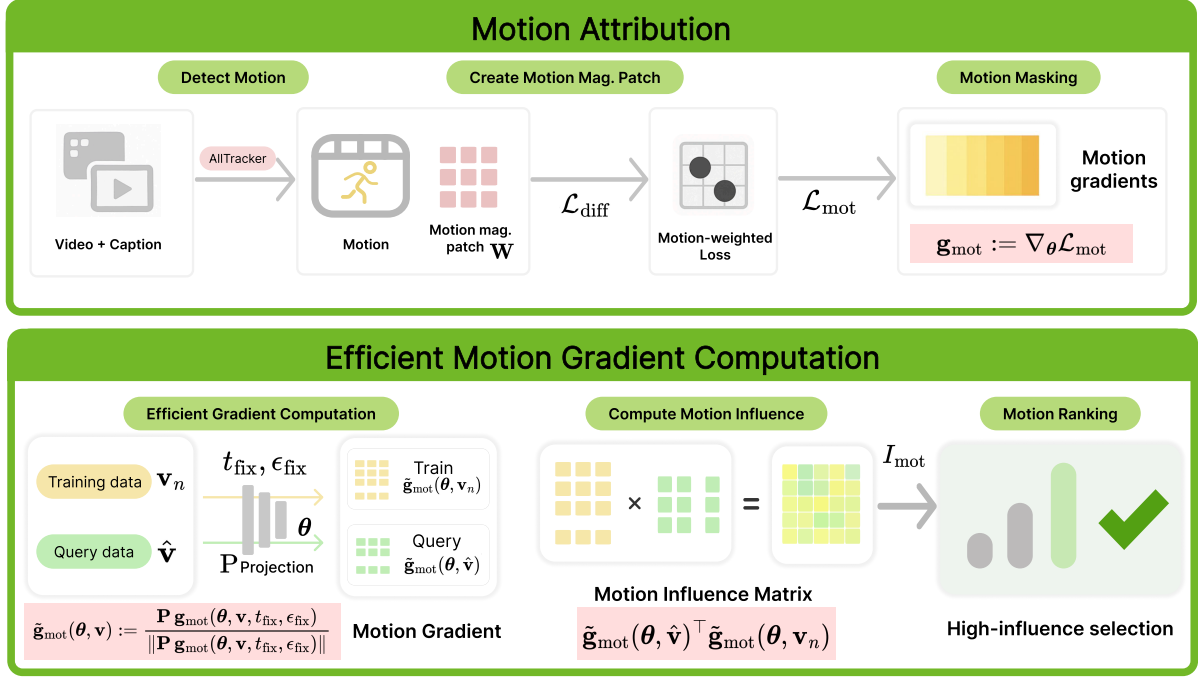 Motion Attribution
Detect Motion
Create Motion Mag. Patch
Motion Masking
AllTracker
Video + Caption
Motion
Motion mag.
patch W
ℒdiff
Motion-weighted
Loss
ℒmot
Motion
gradients
gmot := ∇θℒmot
Efficient Motion Gradient Computation
Efficient Gradient Computation
Compute Motion Influence
Motion Ranking
Training data vₙ
Query data v̂
tfix, ϵfix
θ
P Projection
Train
g̃mot(θ, vₙ)
Query
g̃mot(θ, v̂)
g̃mot(θ, v) := P gmot(θ, v, tfix, ϵfix) / ‖P gmot(θ, v, tfix, ϵfix)‖
Motion Gradient
× =
Motion Influence Matrix
g̃mot(θ, v̂)⊤g̃mot(θ, vₙ)
Imot
High-influence selection